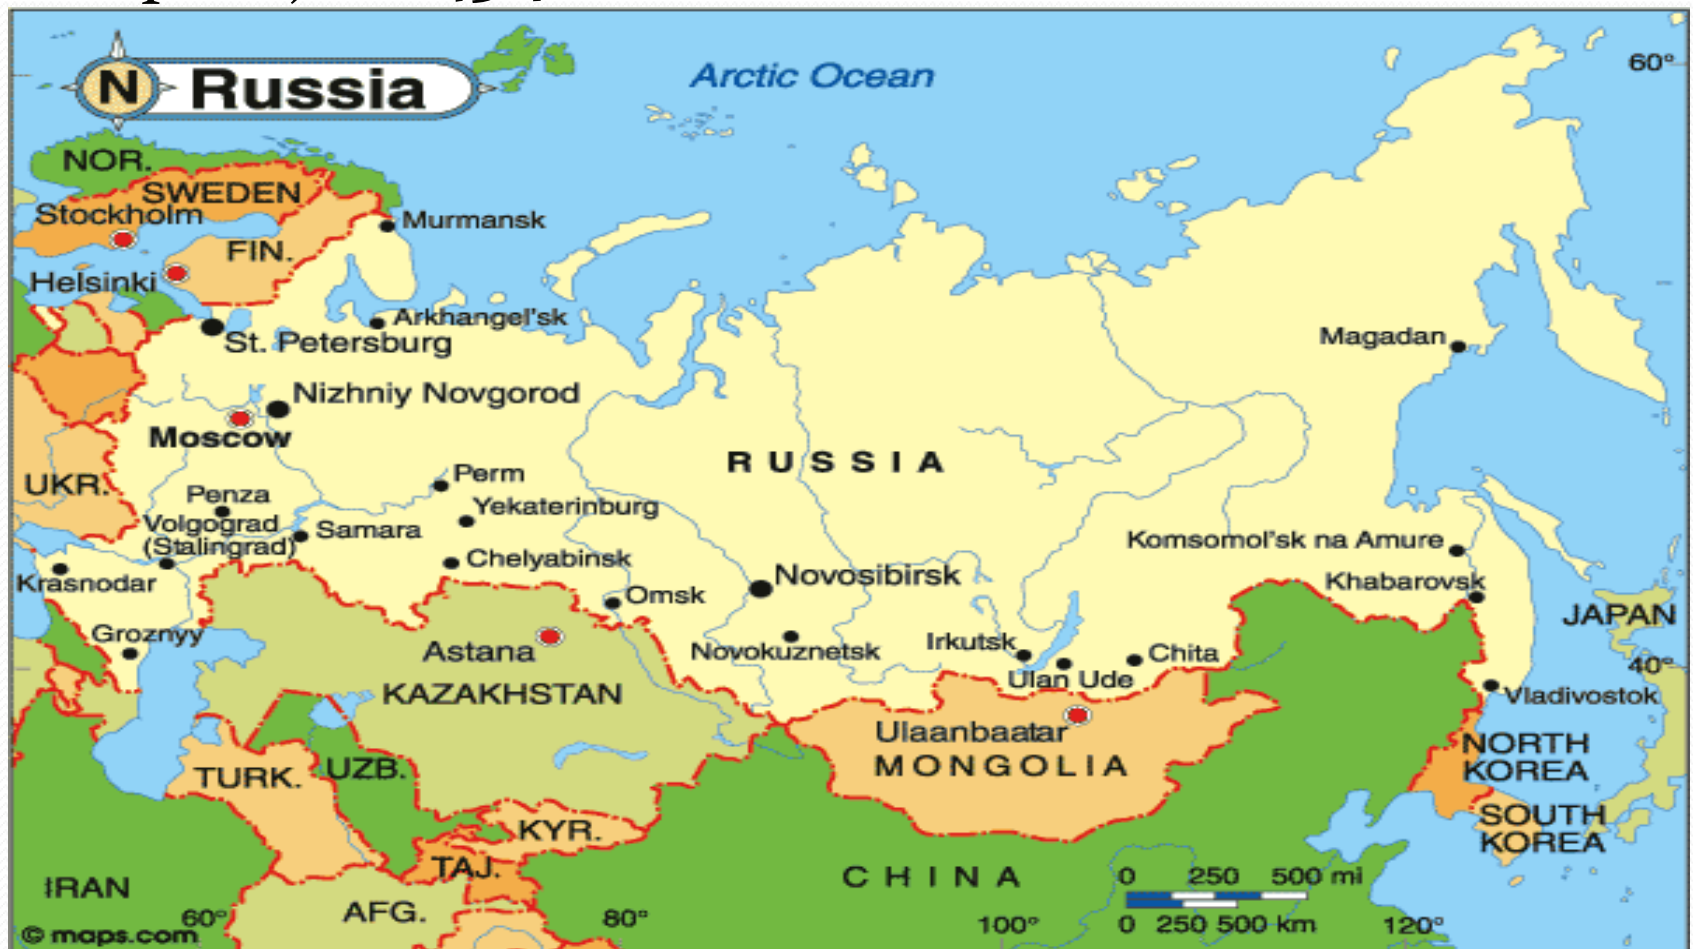 N Russia
Arctic Ocean
60°
NOR.
SWEDEN
Stockholm
Murmansk
FIN.
Helsinki
Arkhangel'sk
St. Petersburg
Magadan
Nizhniy Novgorod
Moscow
RUSSIA
Perm
UKR.
Penza
Yekaterinburg
Volgograd
(Stalingrad)
Samara
Komsomol'sk na Amure
Chelyabinsk
Krasnodar
Novosibirsk
Khabarovsk
Omsk
JAPAN
Groznyy
Astana
Novokuznetsk
Irkutsk
Chita
40°
Ulan Ude
KAZAKHSTAN
Vladivostok
Ulaanbaatar
MONGOLIA
NORTH
KOREA
TURK.
UZB.
SOUTH
KOREA
KYR.
TAJ.
CHINA
0 250 500 mi
IRAN
AFG.
60°
80°
100°
0 250 500 km
120°
© maps.com